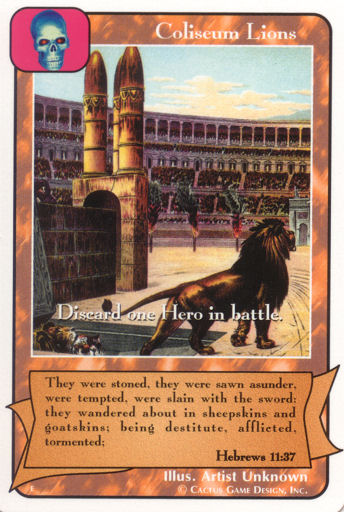 Coliseum Lions
Discard one Hero in battle.
They were stoned, they were sawn asunder,
were tempted, were slain with the sword:
they wandered about in sheepskins and
goatskins; being destitute, afflicted,
tormented;
Hebrews 11:37
Illus. Artist Unknown
E
© Cactus Game Design, Inc.